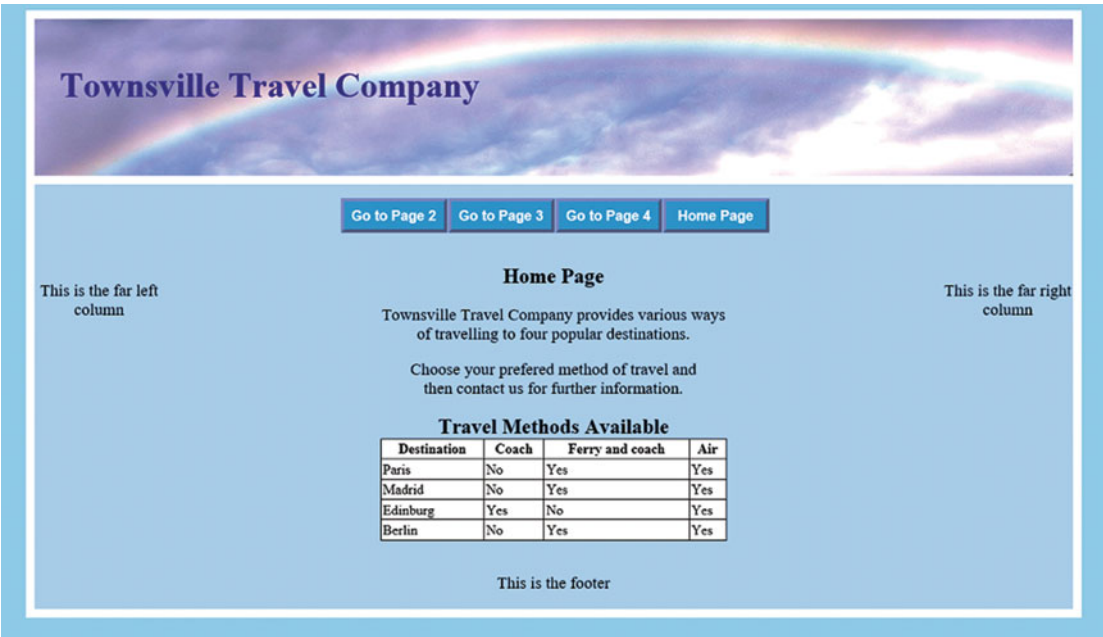 Townsville Travel Company
Go to Page 2 Go to Page 3 Go to Page 4 Home Page
This is the far left
column
Home Page
Townsville Travel Company provides various ways
of travelling to four popular destinations.
Choose your prefered method of travel and
then contact us for further information.
Travel Methods Available
Destination Coach Ferry and coach Air
Paris No Yes Yes
Madrid No Yes Yes
Edinburg Yes No Yes
Berlin No Yes Yes
This is the far right
column
This is the footer